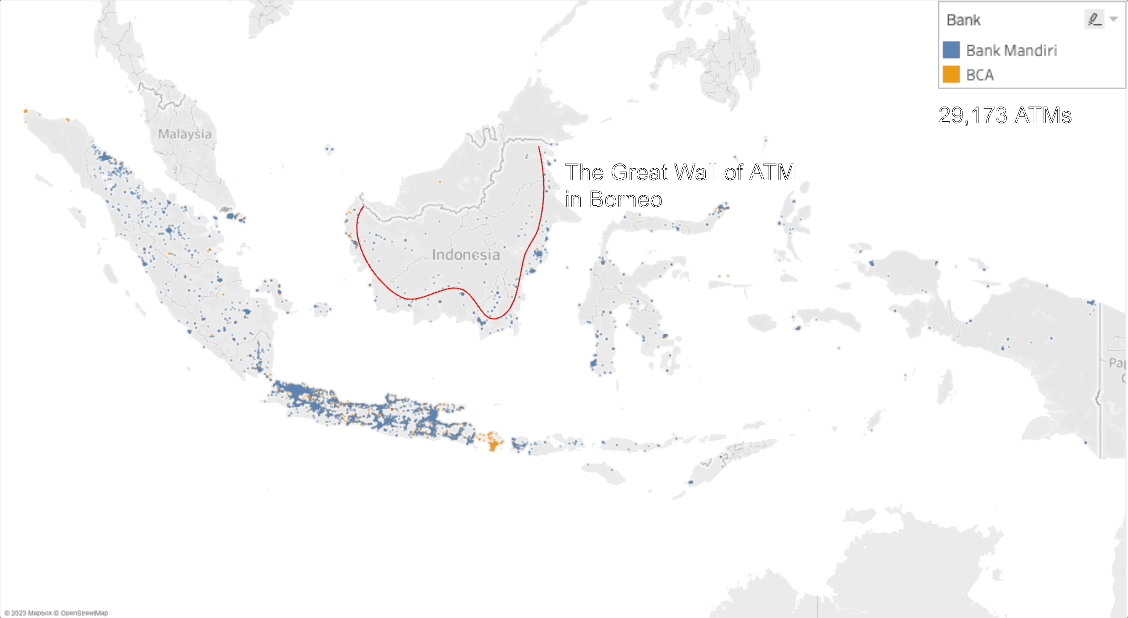 Bank
Bank Mandiri
BCA
29,173 ATMs
Malaysia
The Great Wall of ATM
in Borneo
Indonesia
Pap
© 2023 Mapbox © OpenStreetMap